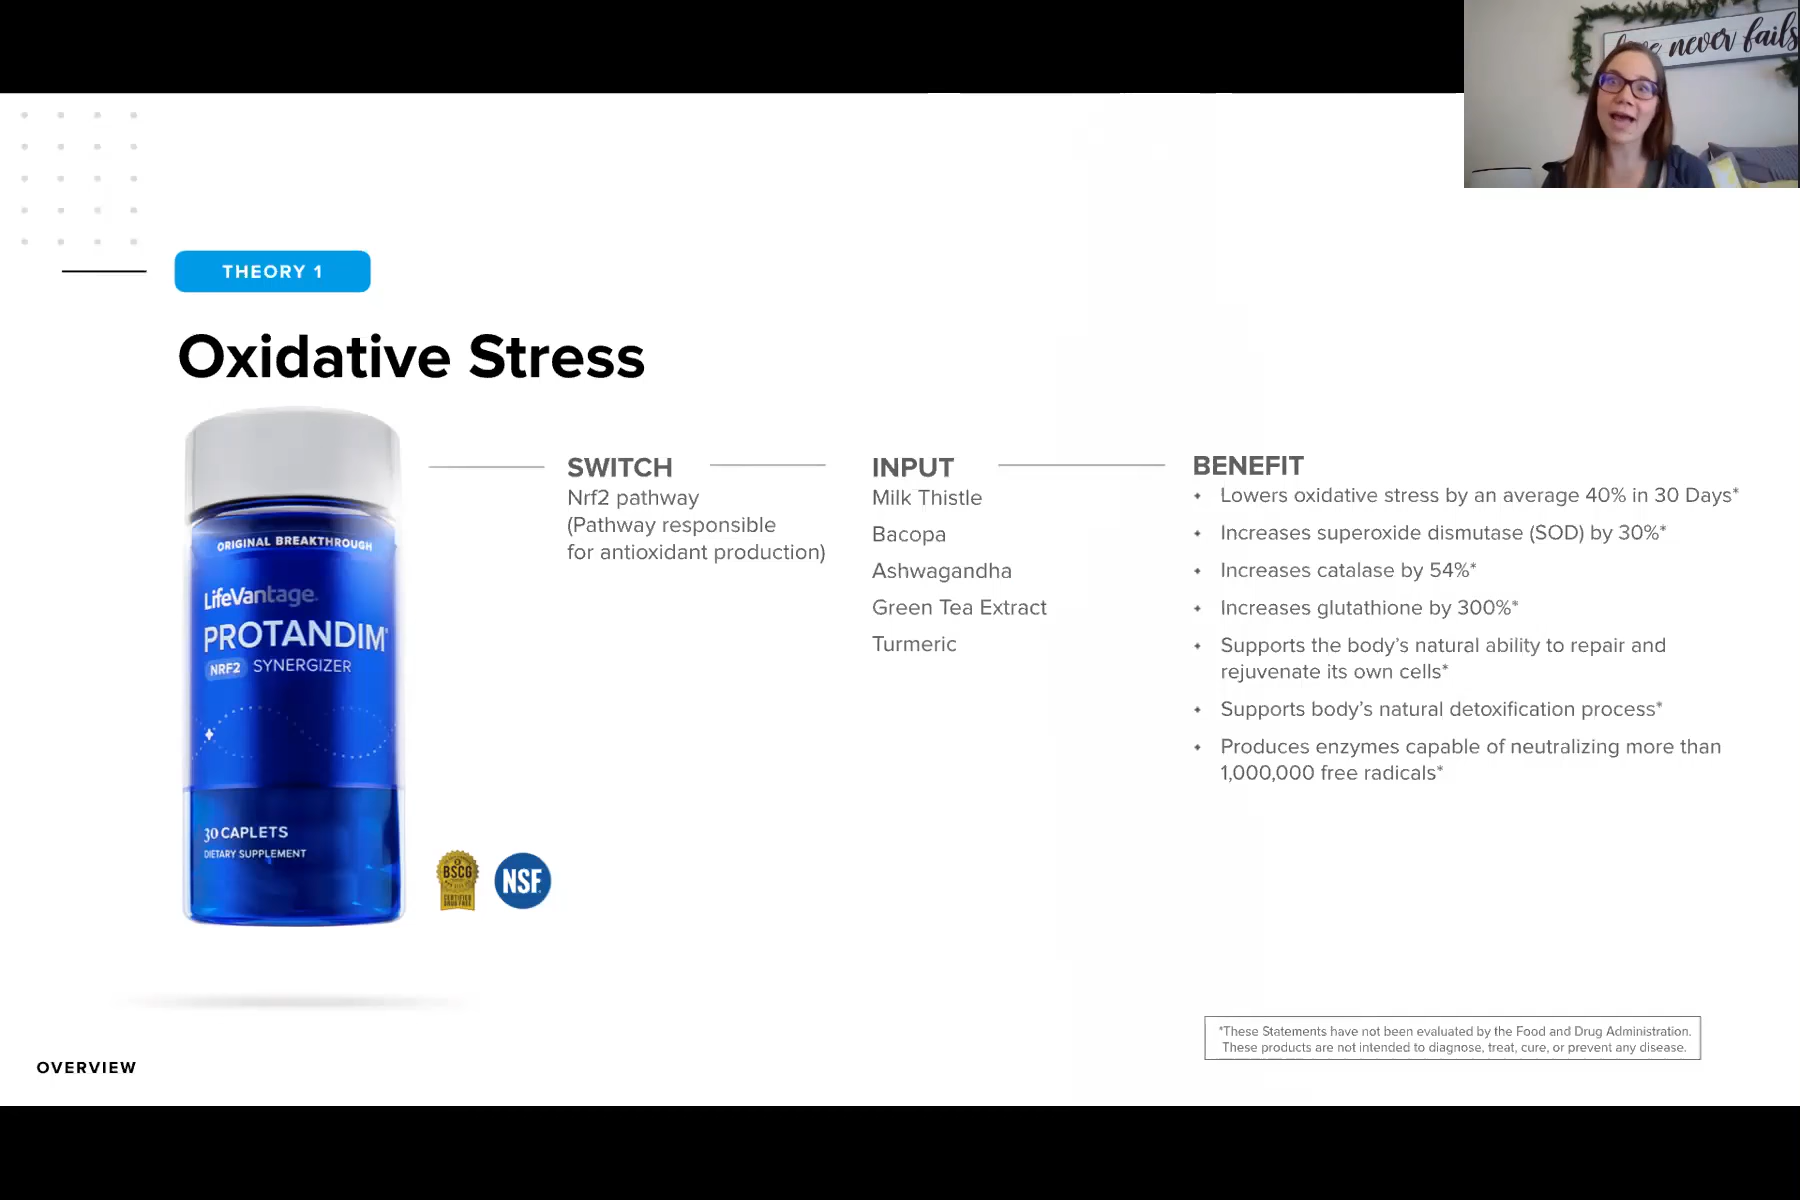 love never fails
THEORY 1
Oxidative Stress
SWITCH
Nrf2 pathway
(Pathway responsible
for antioxidant production)
INPUT
Milk Thistle
Bacopa
Ashwagandha
Green Tea Extract
Turmeric
BENEFIT
Lowers oxidative stress by an average 40% in 30 Days*
Increases superoxide dismutase (SOD) by 30%*
Increases catalase by 54%*
Increases glutathione by 300%*
Supports the body's natural ability to repair and
rejuvenate its own cells*
Supports body's natural detoxification process*
Produces enzymes capable of neutralizing more than
1,000,000 free radicals*
ORIGINAL BREAKTHROUGH
LifeVantage.
PROTANDIM®
NRF2 SYNERGIZER
30 CAPLETS
DIETARY SUPPLEMENT
BSCG
CERTIFIED
DRUG FREE
NSF
*These Statements have not been evaluated by the Food and Drug Administration.
These products are not intended to diagnose, treat, cure, or prevent any disease.
OVERVIEW